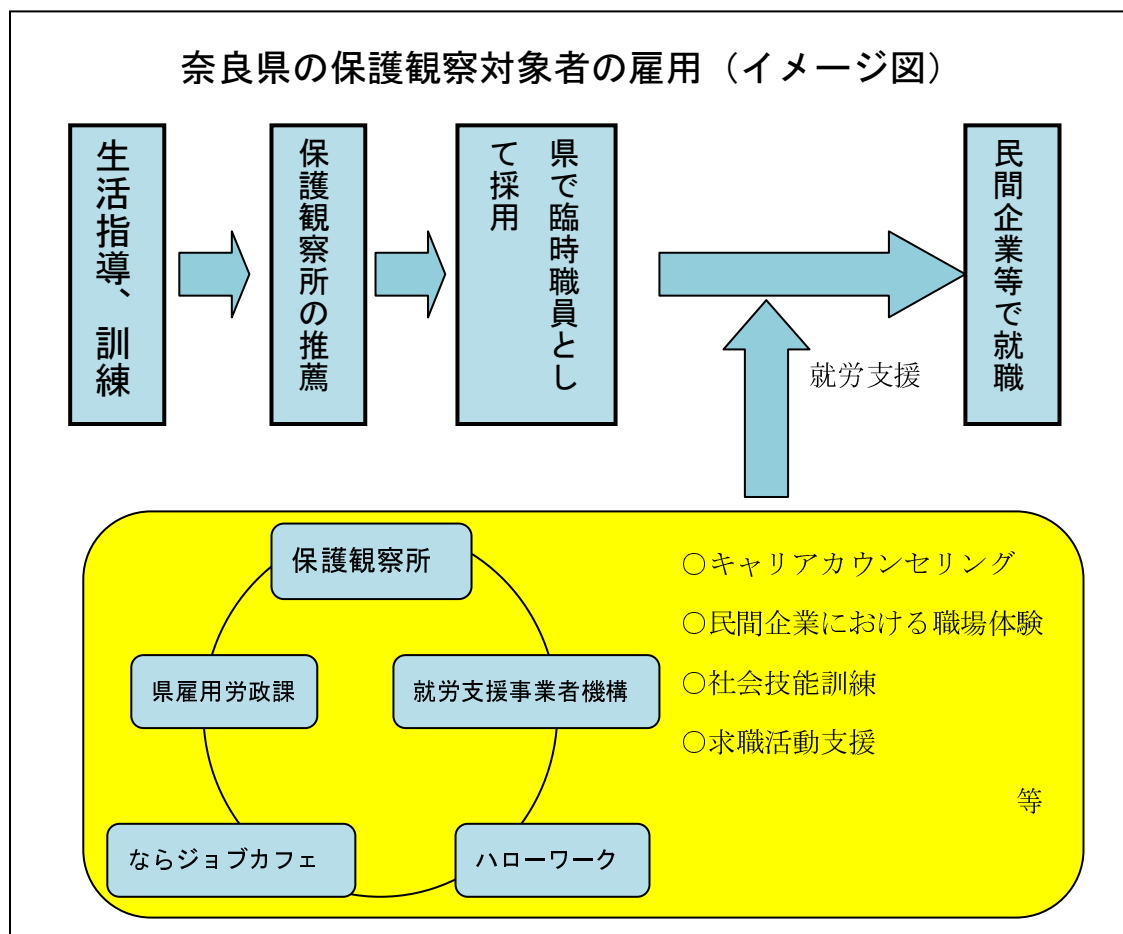 奈良県の保護観察対象者の雇用（イメージ図）
生活指導、訓練
保護観察所の推薦
県で臨時職員とし
て採用
民間企業等で就職
就労支援
保護観察所
県雇用労政課
就労支援事業者機構
ならジョブカフェ
ハローワーク
○キャリアカウンセリング
○民間企業における職場体験
○社会技能訓練
○求職活動支援
等